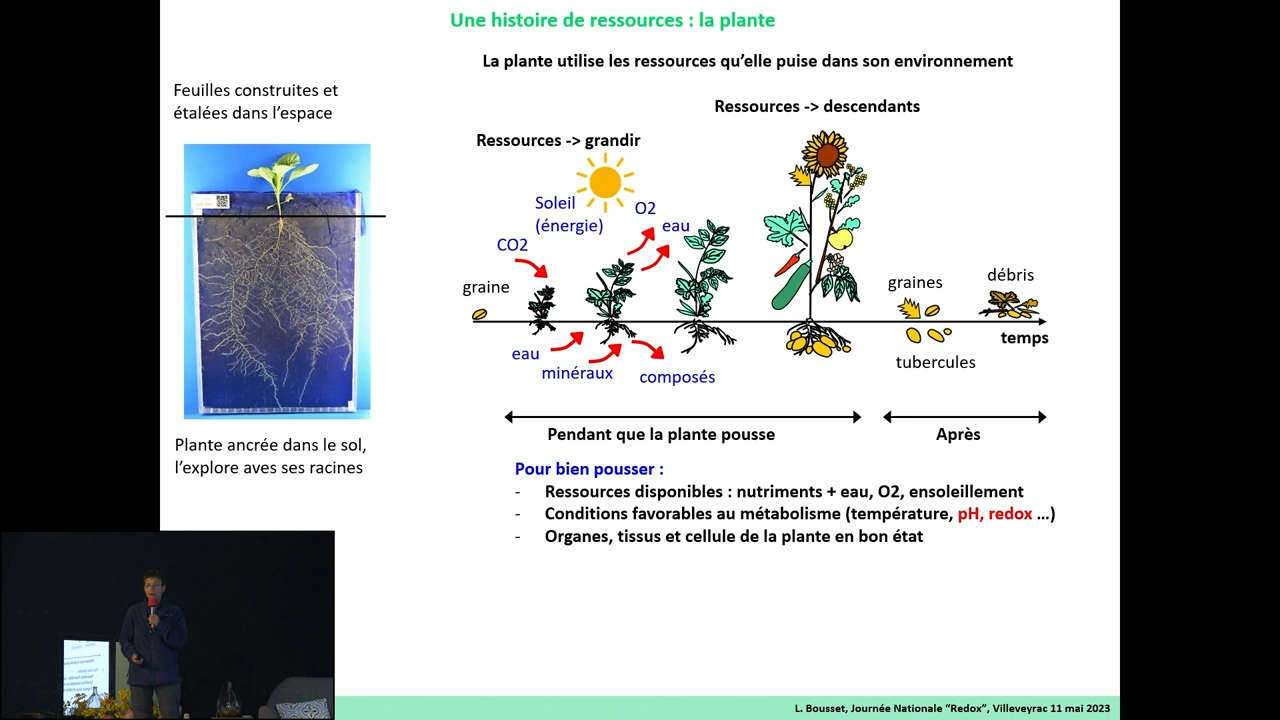 Une histoire de ressources : la plante
La plante utilise les ressources qu'elle puise dans son environnement
Feuilles construites et
étalées dans l'espace
Ressources -> descendants
Ressources -> grandir
Soleil
(énergie)
O2
eau
CO2
graine
graines
débris
temps
eau
minéraux
composés
tubercules
Pendant que la plante pousse
Après
Plante ancrée dans le sol,
l'explore aves ses racines
Pour bien pousser :
- Ressources disponibles : nutriments + eau, O2, ensoleillement
- Conditions favorables au métabolisme (température, pH, redox ...)
- Organes, tissus et cellule de la plante en bon état
L. Bousset, Journée Nationale "Redox", Villeveyrac 11 mai 2023